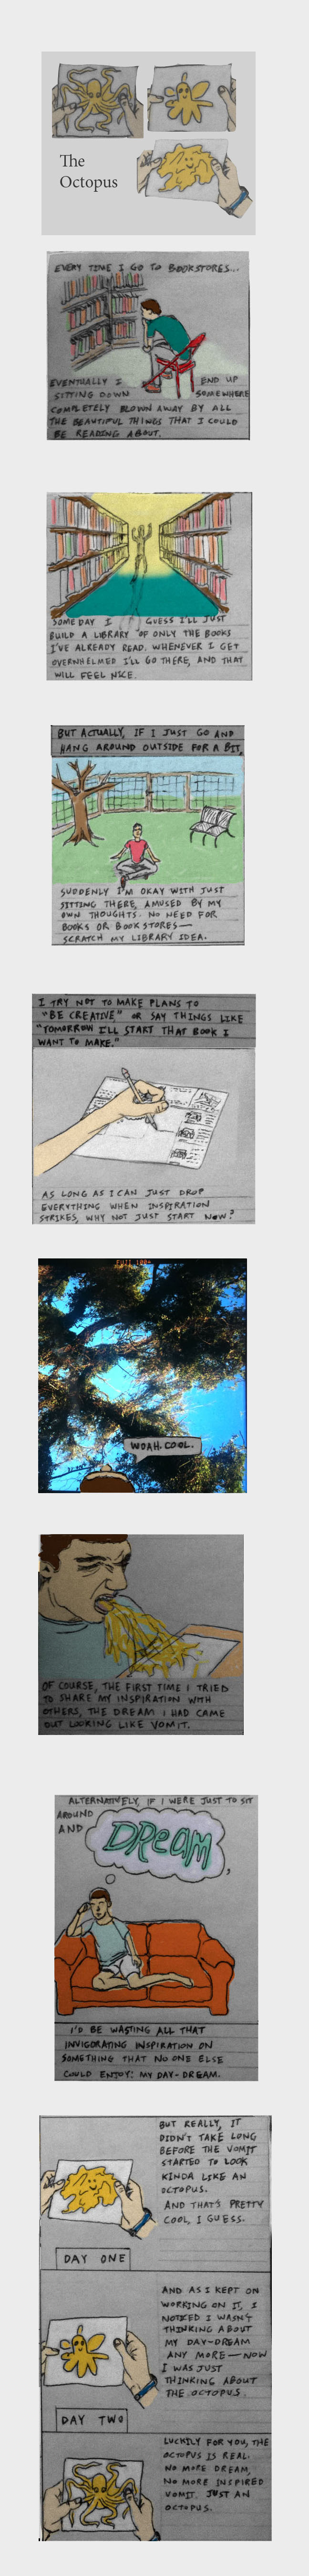 The
Octopus
EVERY TIME I GO TO BOOKSTORES...
EVENTUALLY I END UP
SITTING DOWN SOMEWHERE
COMPLETELY BLOWN AWAY BY ALL
THE BEAUTIFUL THINGS THAT I COULD
BE READING ABOUT.
SOME DAY I GUESS I'LL JUST
BUILD A LIBRARY OF ONLY THE BOOKS
I'VE ALREADY READ. WHENEVER I GET
OVERWHELMED I'LL GO THERE, AND THAT
WILL FEEL NICE.
BUT ACTUALLY, IF I JUST GO AND
HANG AROUND OUTSIDE FOR A BIT,
SUDDENLY I'M OKAY WITH JUST
SITTING THERE, AMUSED BY MY
OWN THOUGHTS. NO NEED FOR
BOOKS OR BOOKSTORES—
SCRATCH MY LIBRARY IDEA.
I TRY NOT TO MAKE PLANS TO
"BE CREATIVE" OR SAY THINGS LIKE
"TOMORROW I'LL START THAT BOOK I
WANT TO MAKE."
AS LONG AS I CAN JUST DROP
EVERYTHING WHEN INSPIRATION
STRIKES, WHY NOT JUST START NOW?
WOAH. COOL.
OF COURSE, THE FIRST TIME I TRIED
TO SHARE MY INSPIRATION WITH
OTHERS, THE DREAM I HAD CAME
OUT LOOKING LIKE VOMIT.
ALTERNATIVELY, IF I WERE JUST TO SIT
AROUND
AND
DREAM,
I'D BE WASTING ALL THAT
INVIGORATING INSPIRATION ON
SOMETHING THAT NO ONE ELSE
COULD ENJOY: MY DAY-DREAM.
BUT REALLY, IT
DIDN'T TAKE LONG
BEFORE THE VOMIT
STARTED TO LOOK
KINDA LIKE AN
OCTOPUS.
AND THAT'S PRETTY
COOL, I GUESS.
DAY ONE
AND AS I KEPT ON
WORKING ON IT, I
NOTICED I WASN'T
THINKING ABOUT
MY DAY-DREAM
ANY MORE—NOW
I WAS JUST
THINKING ABOUT
THE OCTOPUS.
DAY TWO
LUCKILY FOR YOU, THE
OCTOPUS IS REAL.
NO MORE DREAM,
NO MORE INSPIRED
VOMIT. JUST AN
OCTOPUS.